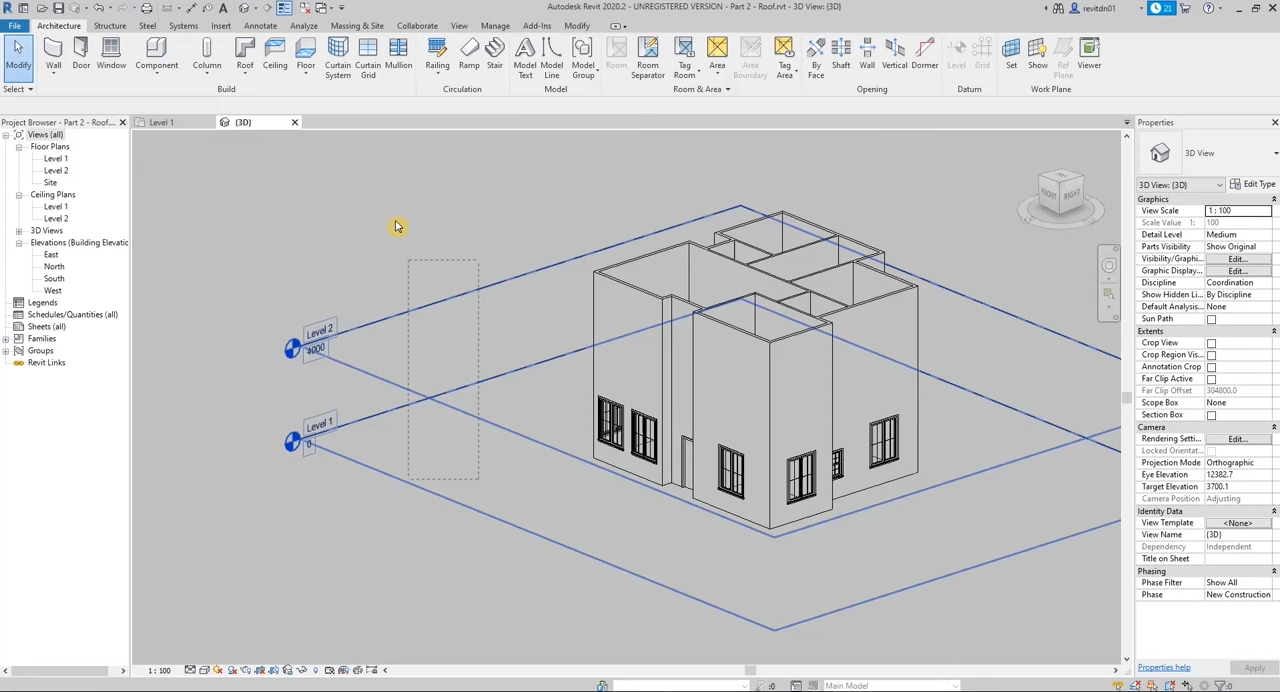 Autodesk Revit 2020.2 - UNREGISTERED VERSION - Part 2 - Roof.rvt - 3D View: {3D}
revitdn01
21
File Architecture Structure Steel Systems Insert Annotate Analyze Massing & Site Collaborate View Manage Add-Ins Modify
Modify Wall Door Window Component Column Roof Ceiling Floor Curtain System Curtain Grid Mullion Railing Ramp Stair Model Text Model Line Model Group Room Room Separator Tag Room Area Area Boundary Tag Area By Face Shaft Wall Vertical Dormer Level Grid Set Show Ref Plane Viewer
Select Build Circulation Model Room & Area Opening Datum Work Plane
Project Browser - Part 2 - Roof....
Views (all)
Floor Plans
Level 1
Level 2
Site
Ceiling Plans
Level 1
Level 2
3D Views
Elevations (Building Elevatic
East
North
South
West
Legends
Schedules/Quantities (all)
Sheets (all)
Families
Groups
Revit Links
Level 1
{3D}
FRONT
RIGHT
Level 2
4000
Level 1
0
Properties
3D View
3D View: {3D} Edit Type
Graphics
View Scale 1 : 100
Scale Value 1: 100
Detail Level Medium
Parts Visibility Show Original
Visibility/Graphi... Edit...
Graphic Display... Edit...
Discipline Coordination
Show Hidden Li... By Discipline
Default Analysis... None
Sun Path
Extents
Crop View
Crop Region Vis...
Annotation Crop
Far Clip Active
Far Clip Offset 304800.0
Scope Box None
Section Box
Camera
Rendering Setti... Edit...
Locked Orientat...
Projection Mode Orthographic
Eye Elevation 12382.7
Target Elevation 3700.1
Camera Position Adjusting
Identity Data
View Template <None>
View Name {3D}
Dependency Independent
Title on Sheet
Phasing
Phase Filter Show All
Phase New Construction
Properties help Apply
1 : 100
:0
Main Model
:0